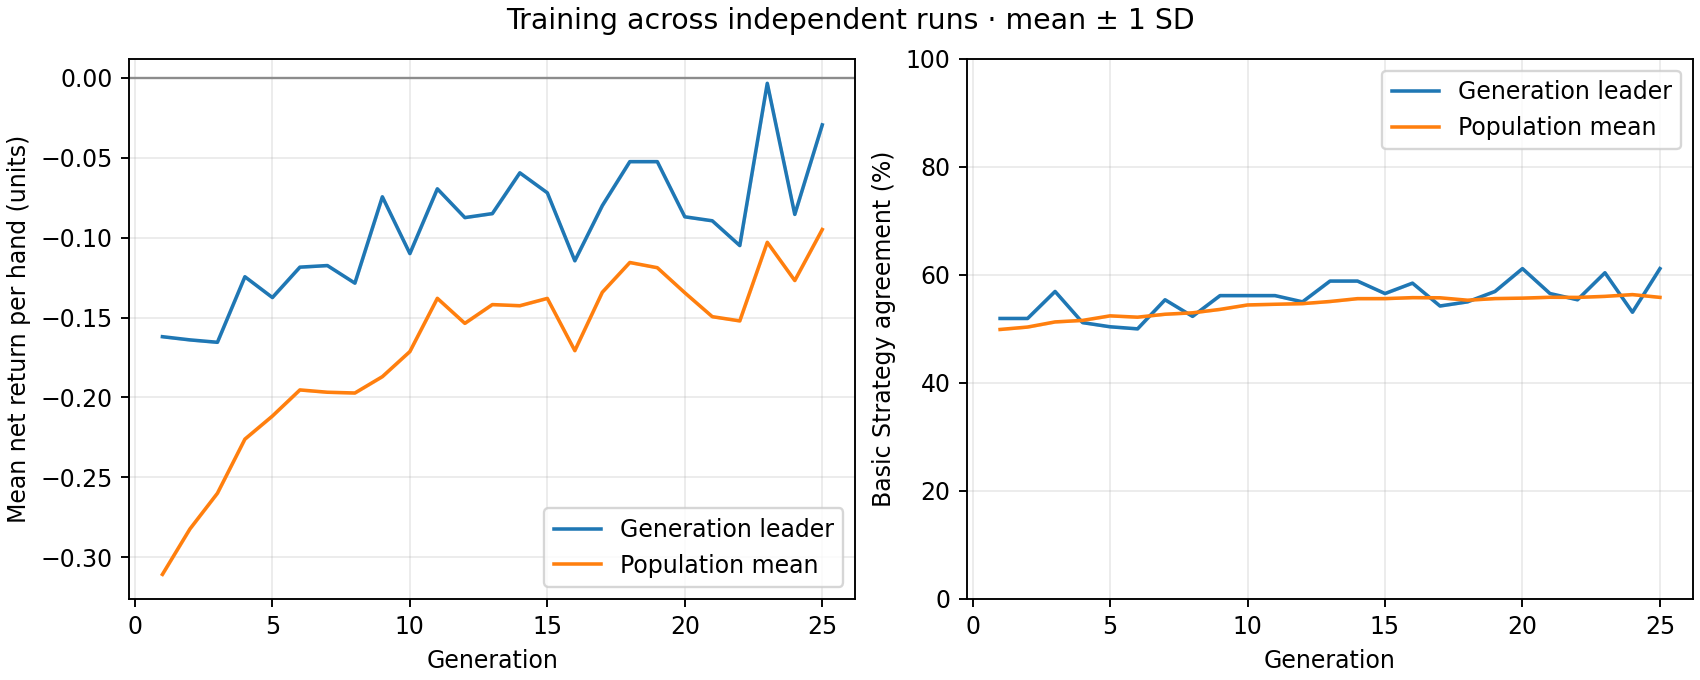 Training across independent runs · mean ± 1 SD
Mean net return per hand (units)
0.00
−0.05
−0.10
−0.15
−0.20
−0.25
−0.30
0
5
10
15
20
25
Generation
Generation leader
Population mean
Basic Strategy agreement (%)
100
80
60
40
20
0
0
5
10
15
20
25
Generation
Generation leader
Population mean